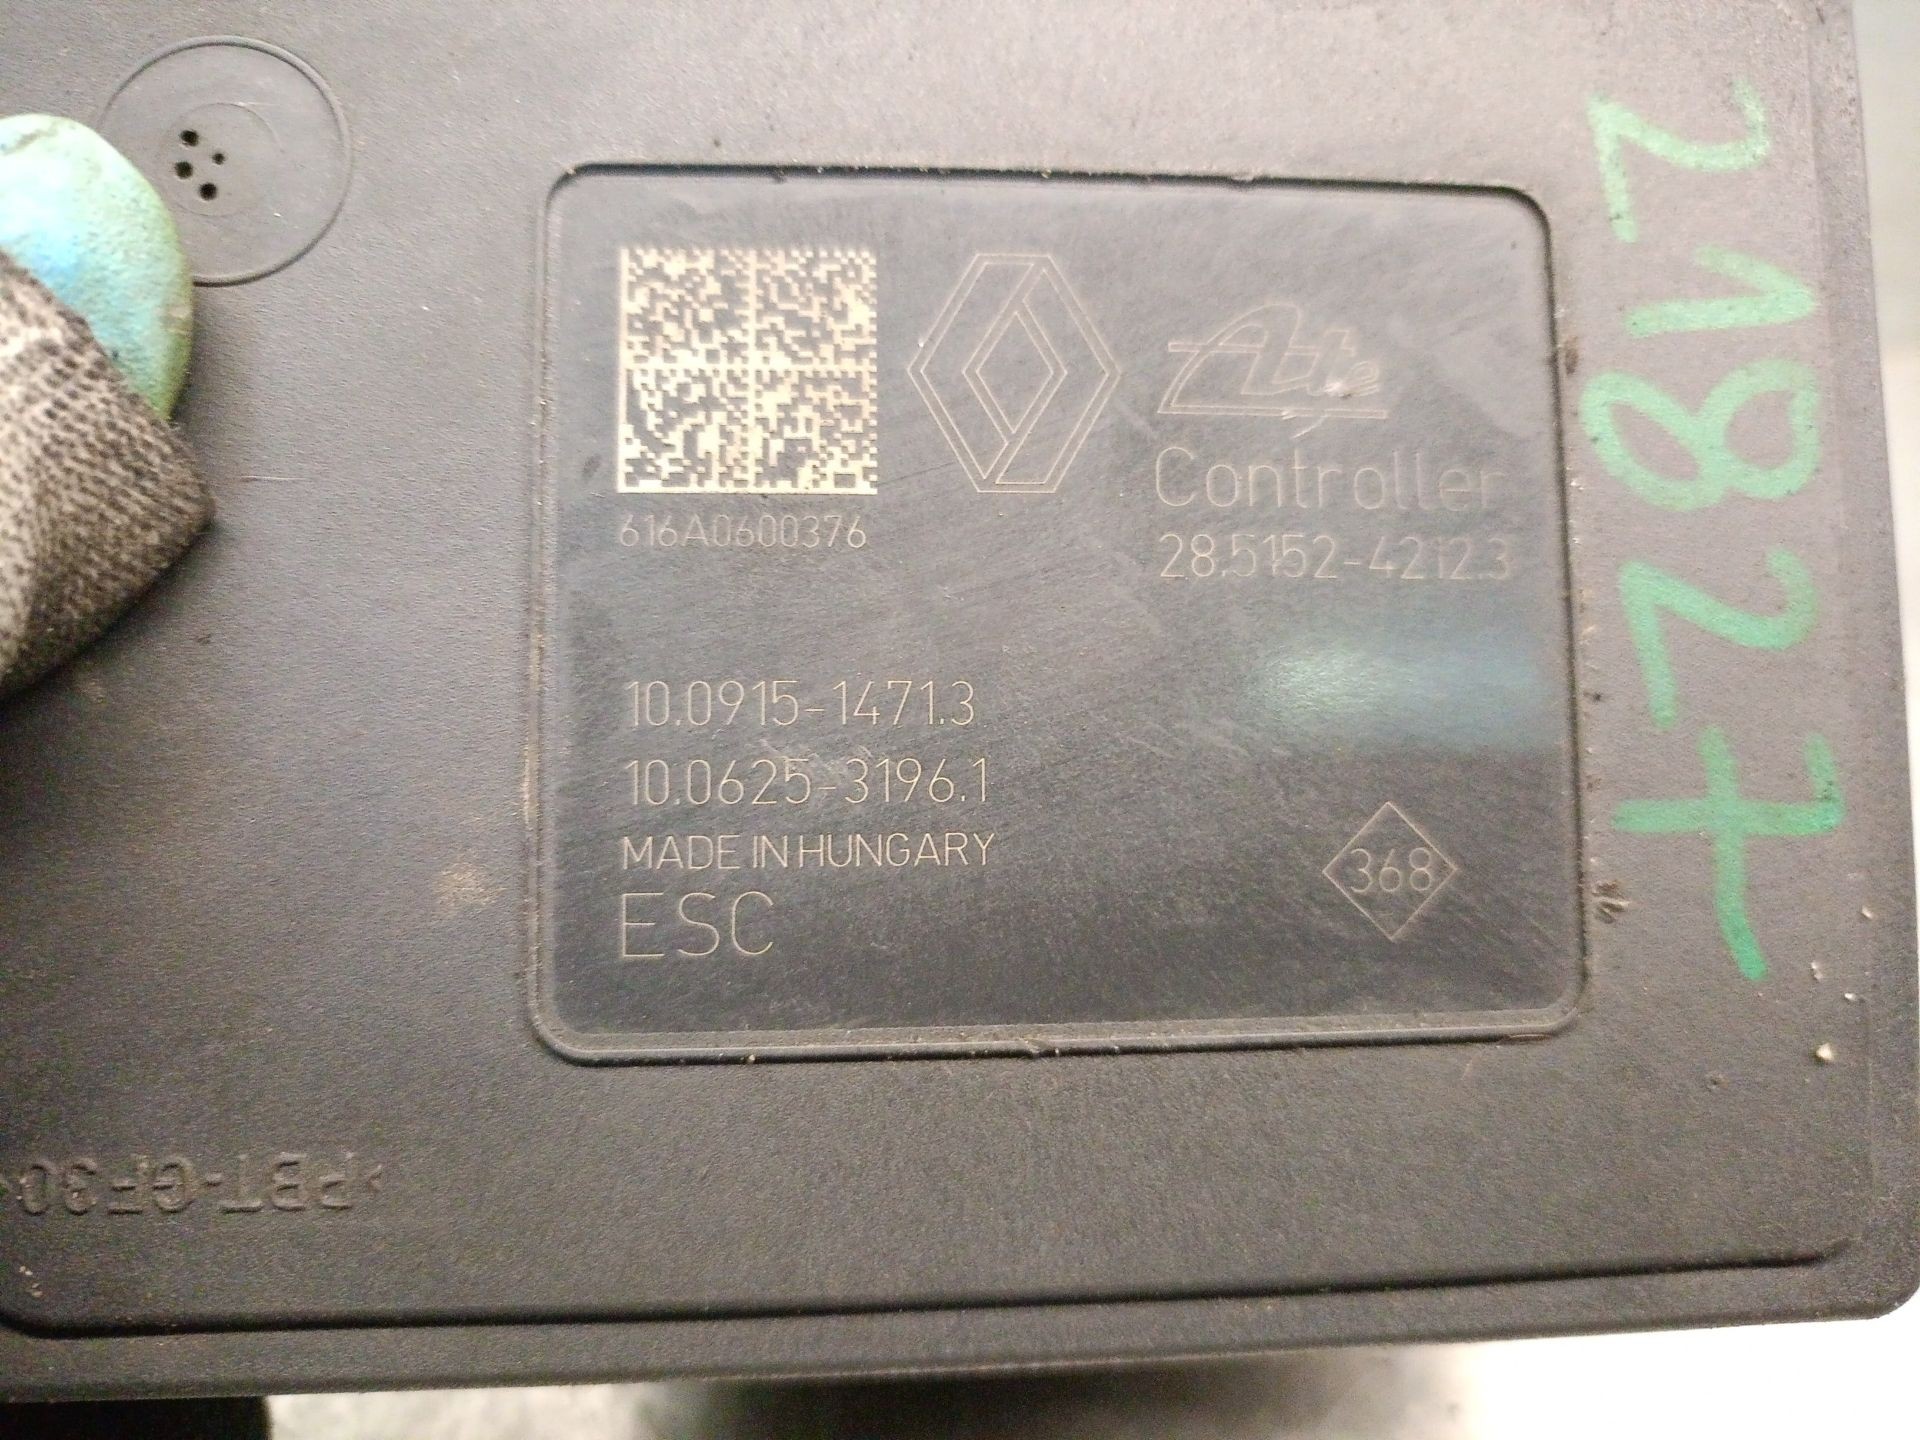 Ate
Controller
616A0600376
28.5152-4212.3
10.0915-1471.3
10.0625-3196.1
MADE IN HUNGARY
ESC
368
21827
>PBT-GF30<